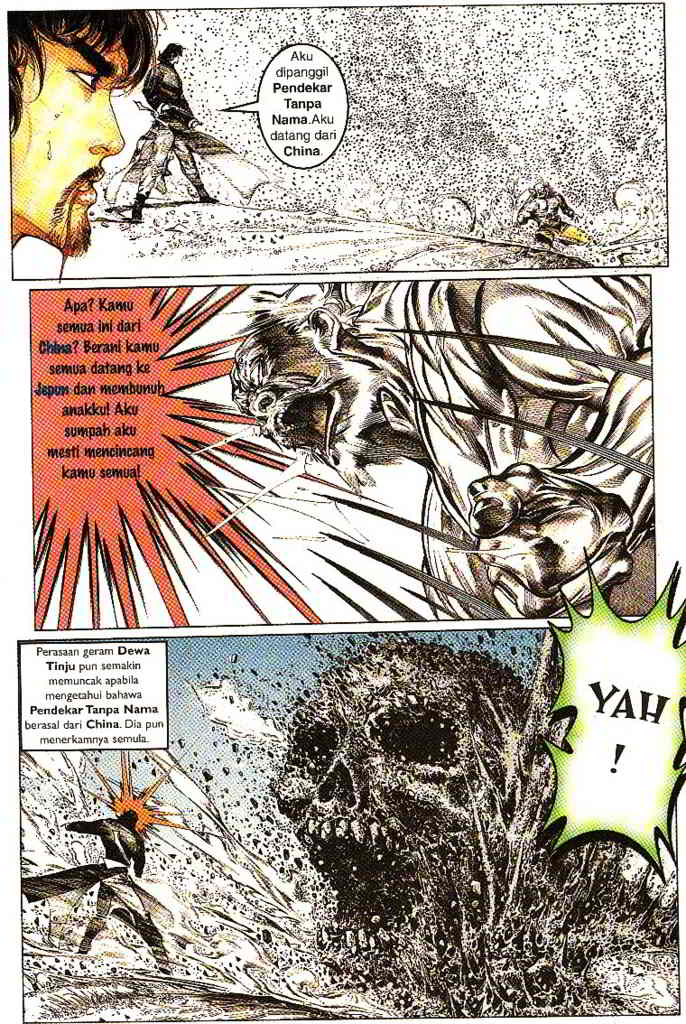 Aku
dipanggil
Pendekar
Tanpa
Nama.Aku
datang dari
China.
Apa? Kamu
semua ini dari
China? Berani kamu
semua datang ke
Jepun dan membunuh
anakku! Aku
sumpah aku
mesti mencincang
kamu semua!
Perasaan geram Dewa
Tinju pun semakin
memuncak apabila
mengetahui bahawa
Pendekar Tanpa Nama
berasal dari China. Dia pun
menerkamnya semula.
YAH
!